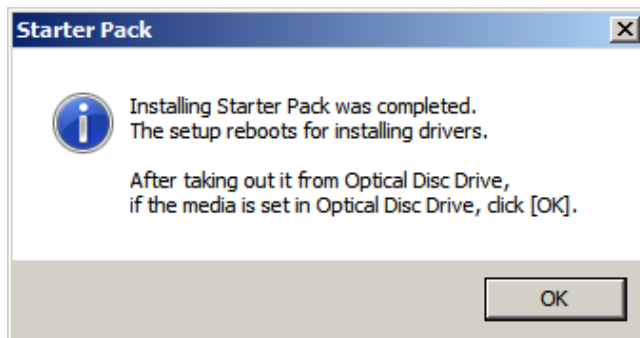 Starter Pack
Installing Starter Pack was completed.
The setup reboots for installing drivers.
After taking out it from Optical Disc Drive,
if the media is set in Optical Disc Drive, click [OK].
OK